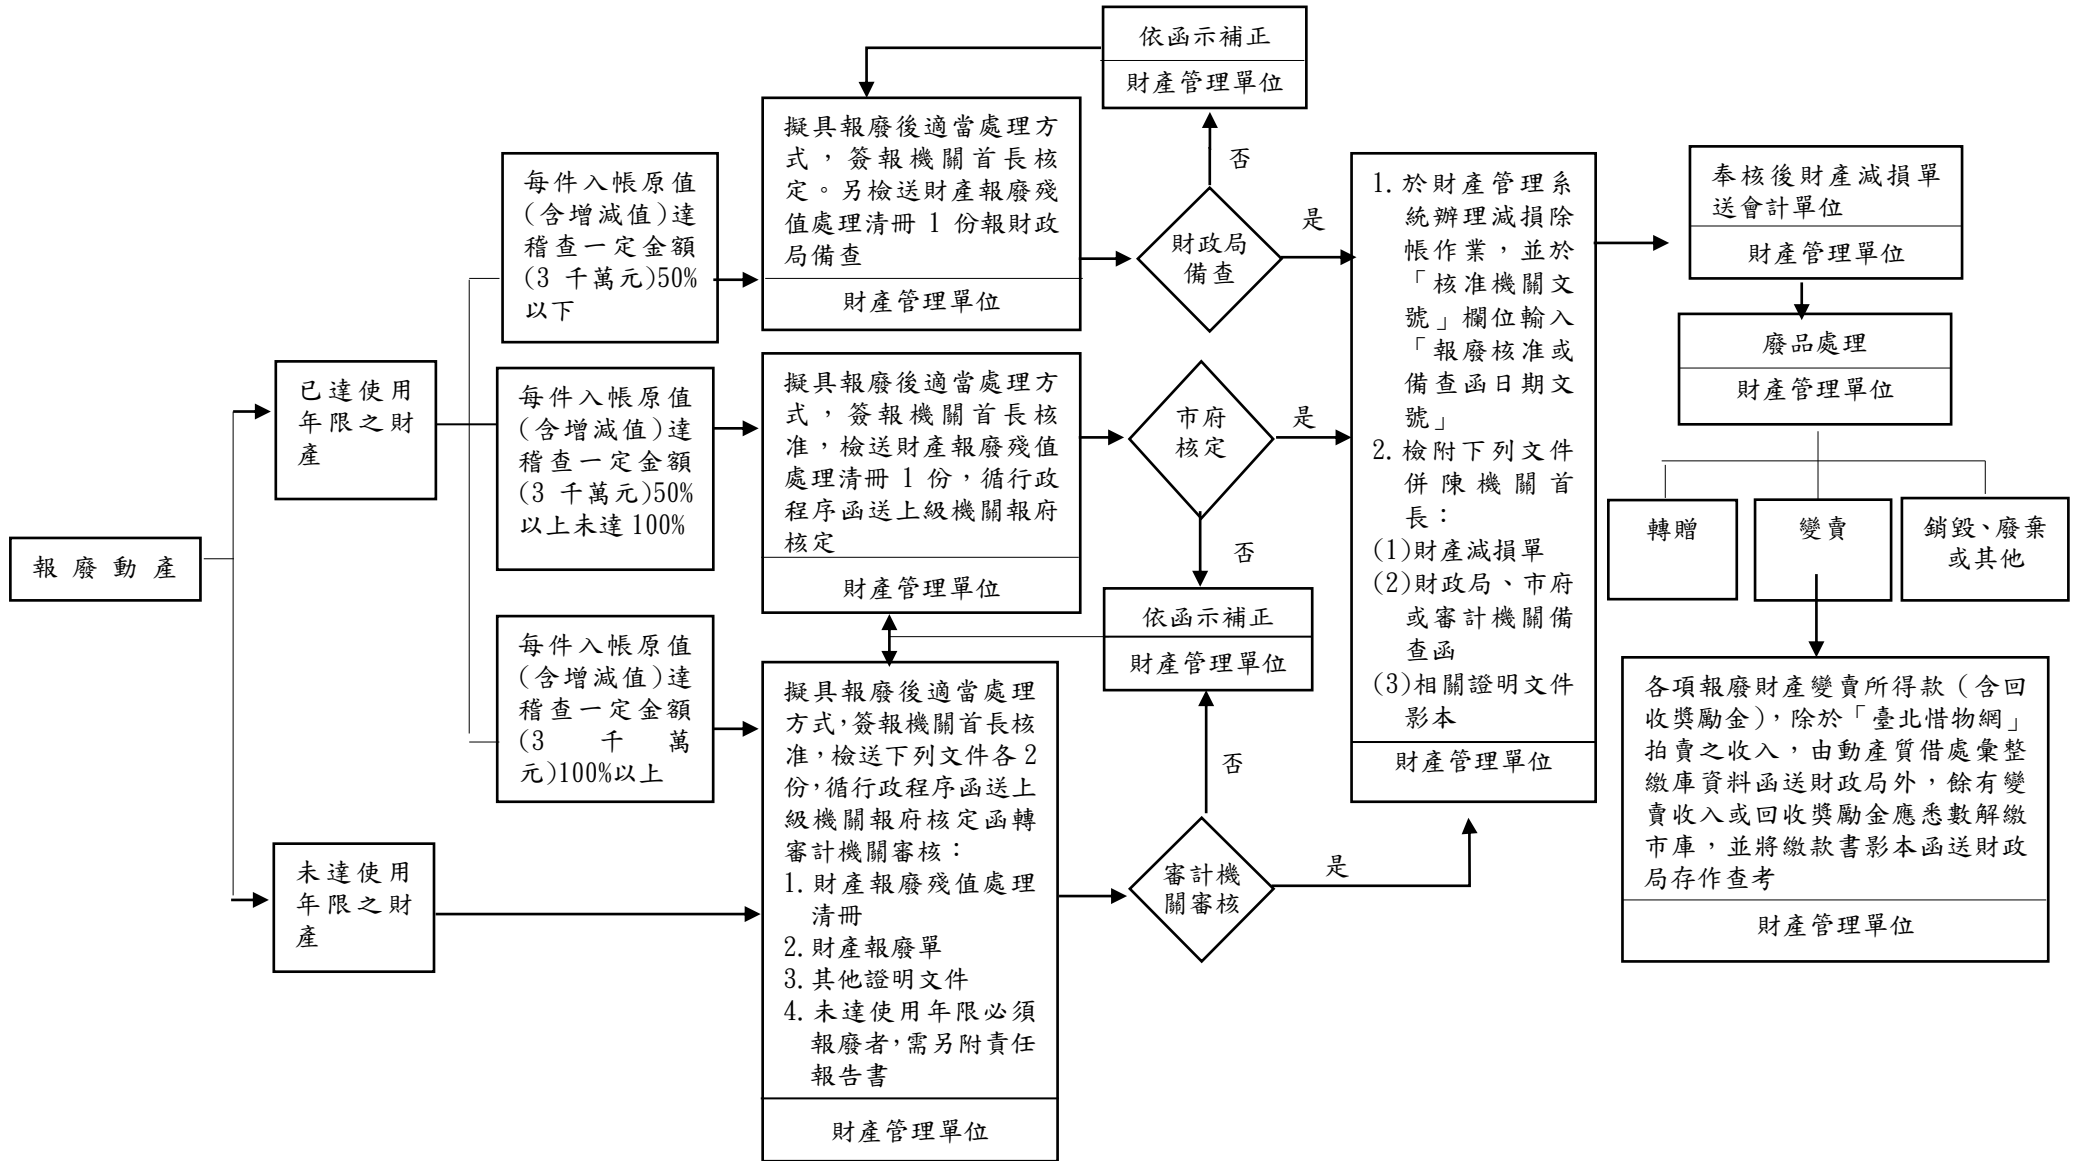 報廢動產
已達使用
年限之財
產
未達使用
年限之財
產
每件入帳原值
(含增減值)達
稽查一定金額
(3 千萬元)50%
以下
每件入帳原值
(含增減值)達
稽查一定金額
(3 千萬元)50%
以上未達 100%
每件入帳原值
(含增減值)達
稽查一定金額
(3 千 萬
元)100%以上
擬具報廢後適當處理方
式，簽報機關首長核
定。另檢送財產報廢殘
值處理清冊 1 份報財政
局備查
財產管理單位
擬具報廢後適當處理方
式，簽報機關首長核
准，檢送財產報廢殘值
處理清冊 1 份，循行政
程序函送上級機關報府
核定
財產管理單位
擬具報廢後適當處理
方式，簽報機關首長核
准，檢送下列文件各 2
份，循行政程序函送上
級機關報府核定函轉
審計機關審核：
1. 財產報廢殘值處理
清冊
2. 財產報廢單
3. 其他證明文件
4. 未達使用年限必須
報廢者，需另附責任
報告書
財產管理單位
依函示補正
財產管理單位
否
財政局
備查
是
市府
核定
是
否
依函示補正
財產管理單位
否
審計機
關審核
是
1. 於財產管理系
統辦理減損除
帳作業，並於
「核准機關文
號」欄位輸入
「報廢核准或
備查函日期文
號」
2. 檢附下列文件
併陳機關首
長：
(1)財產減損單
(2)財政局、市府
或審計機關備
查函
(3)相關證明文件
影本
財產管理單位
奉核後財產減損單
送會計單位
財產管理單位
廢品處理
財產管理單位
轉贈
變賣
銷毀、廢棄
或其他
各項報廢財產變賣所得款（含回
收獎勵金），除於「臺北惜物網」
拍賣之收入，由動產質借處彙整
繳庫資料函送財政局外，餘有變
賣收入或回收獎勵金應悉數解繳
市庫，並將繳款書影本函送財政
局存作查考
財產管理單位